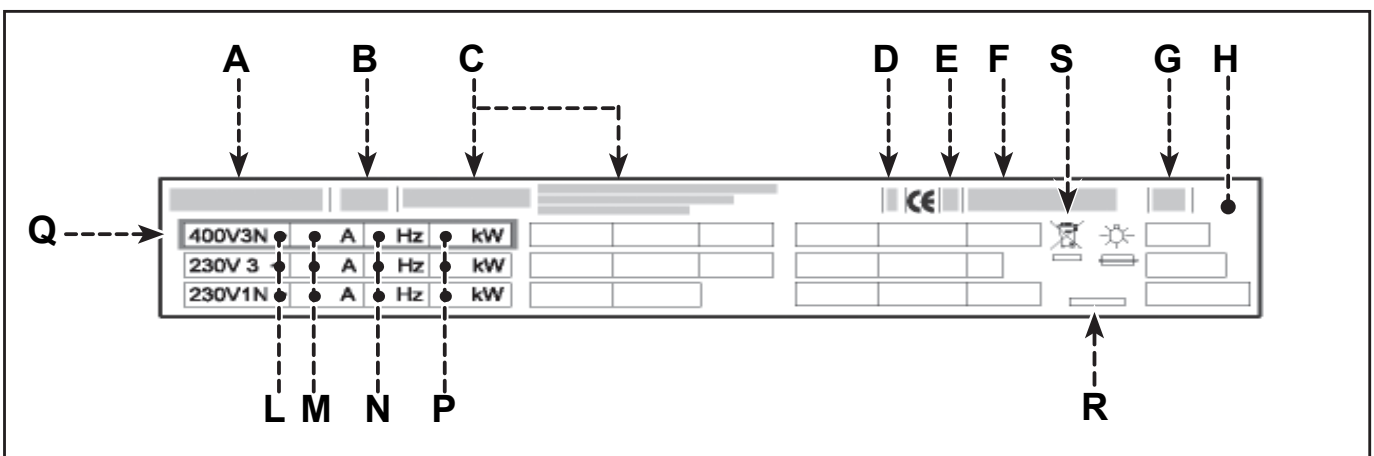 A B C D E F S G H
CE
Q
400V3N A Hz kW
230V 3 A Hz kW
230V1N A Hz kW
L M N P R